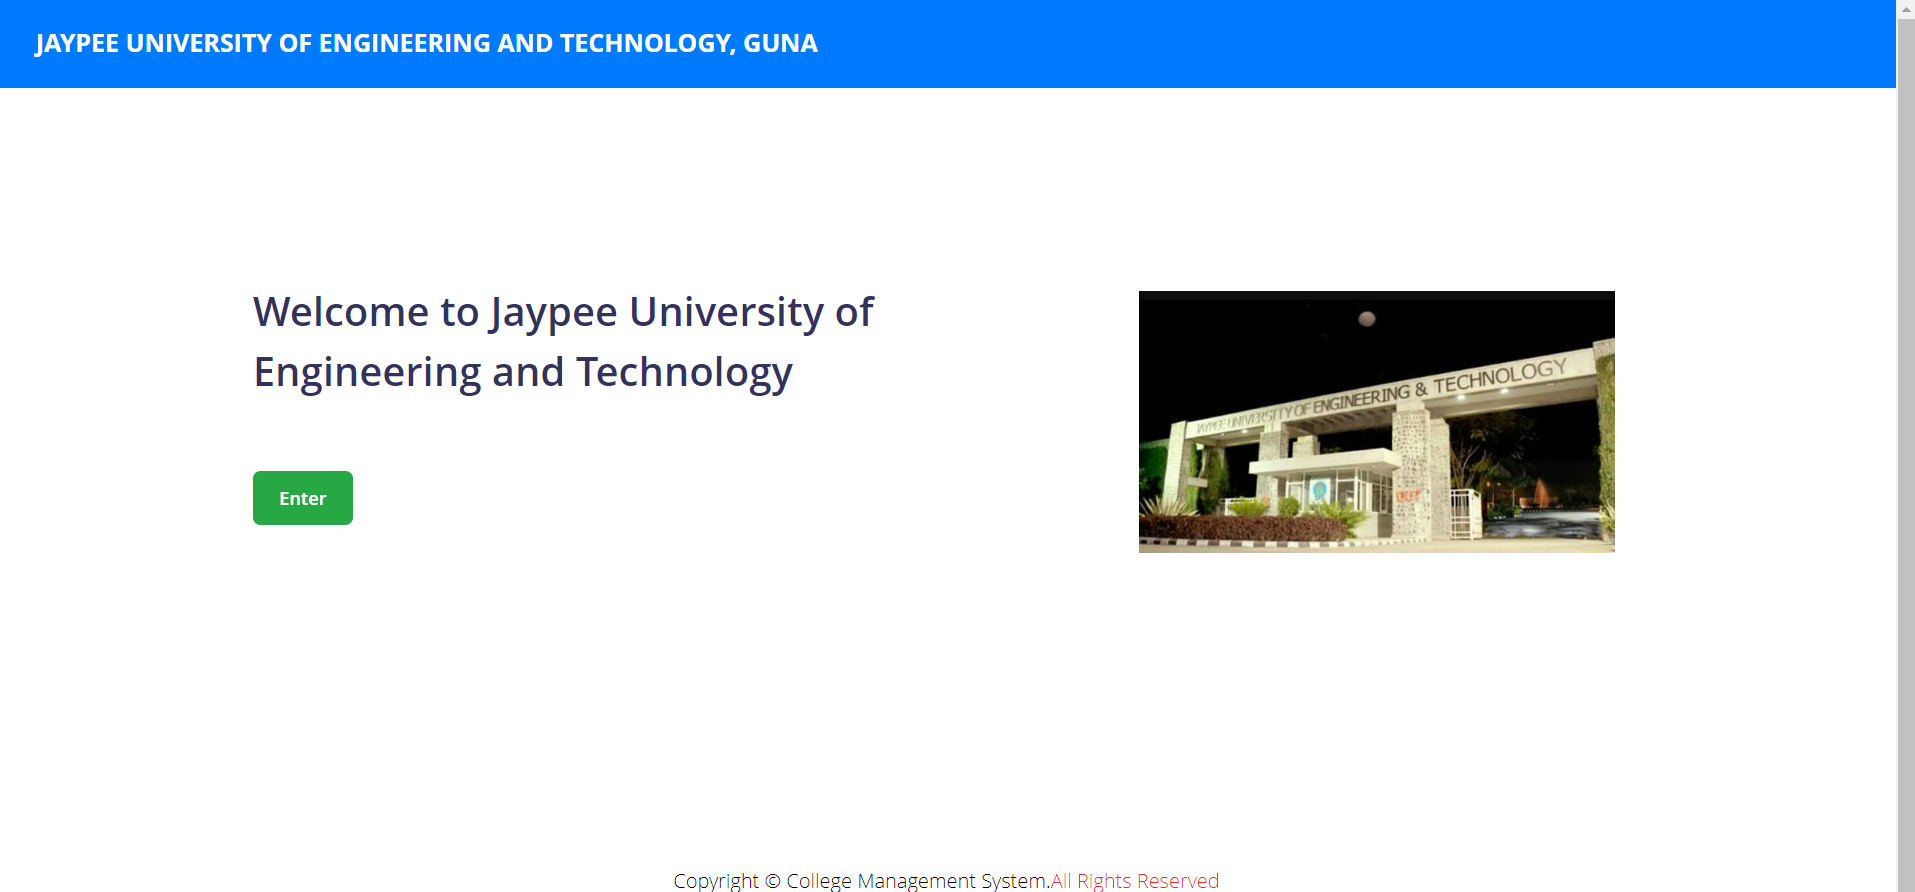 JAYPEE UNIVERSITY OF ENGINEERING AND TECHNOLOGY, GUNA
Welcome to Jaypee University of
Engineering and Technology
JAYPEE UNIVERSITY OF ENGINEERING & TECHNOLOGY
Enter
Copyright © College Management System.All Rights Reserved